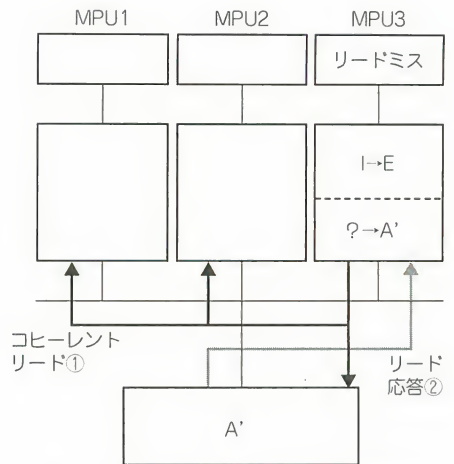 MPU1
MPU2
MPU3
リードミス
I→E
?→A'
コヒーレント
リード①
リード
応答②
A'